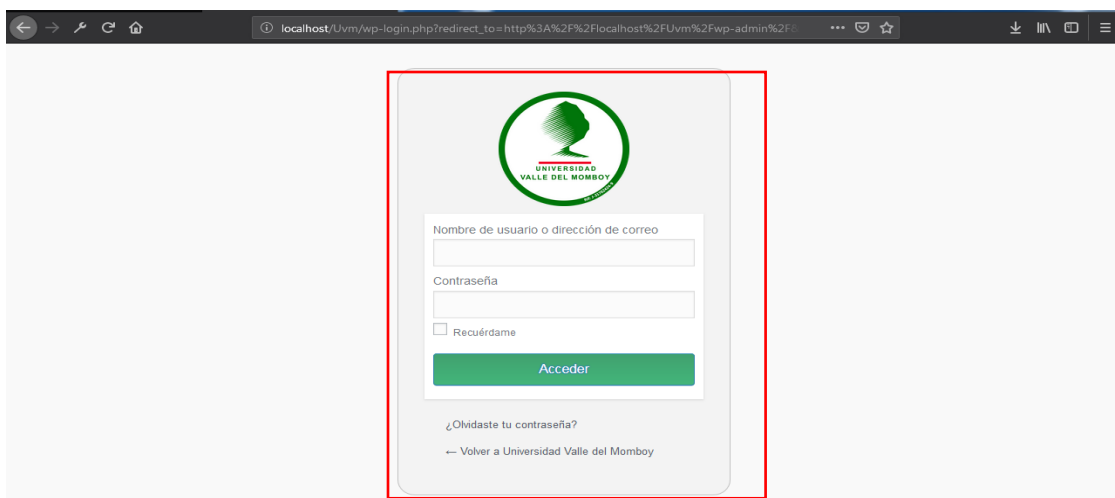 localhost/Uvm/wp-login.php?redirect_to=http%3A%2F%2Flocalhost%2FUvm%2Fwp-admin%2F
UNIVERSIDAD
VALLE DEL MOMBOY
Nombre de usuario o dirección de correo
Contraseña
Recuérdame
Acceder
¿Olvidaste tu contraseña?
← Volver a Universidad Valle del Momboy